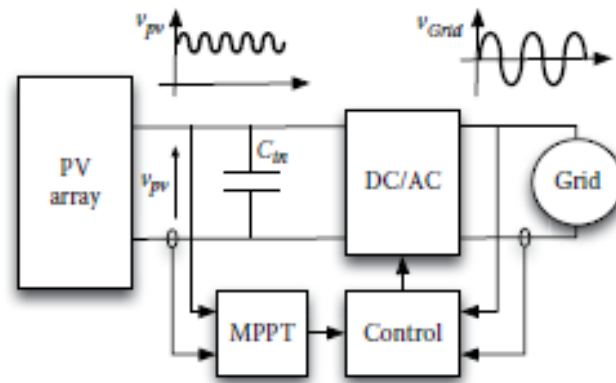 v_pv
v_Grid
PV
array
v_pv
C_in
DC/AC
Grid
MPPT
Control